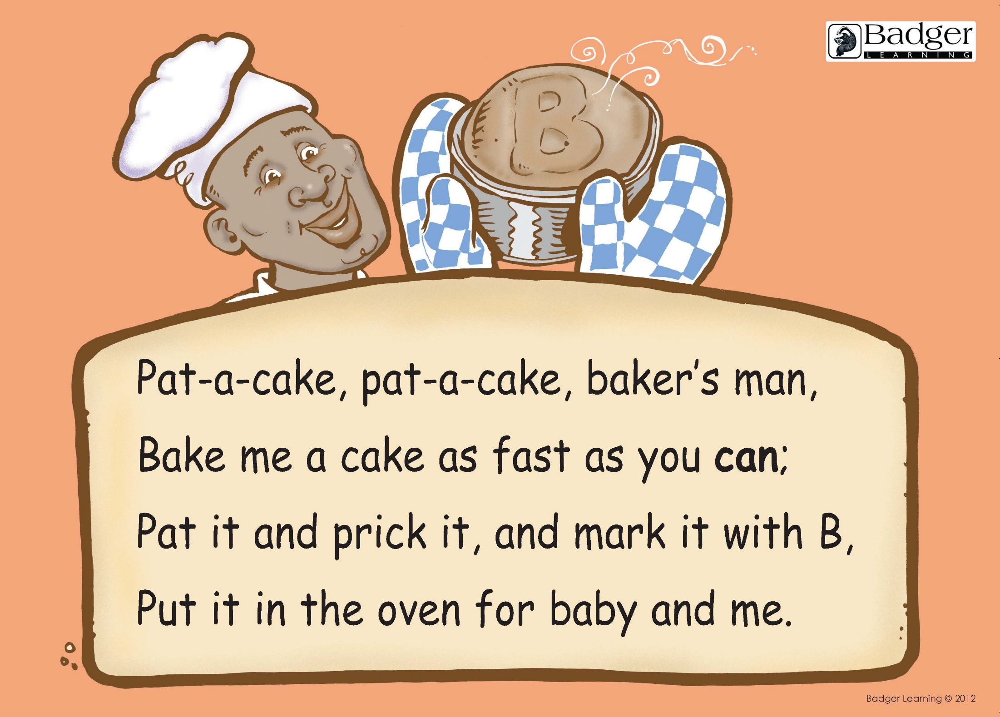 Badger
LEARNING
B
Pat-a-cake, pat-a-cake, baker’s man,
Bake me a cake as fast as you can;
Pat it and prick it, and mark it with B,
Put it in the oven for baby and me.
Badger Learning © 2012